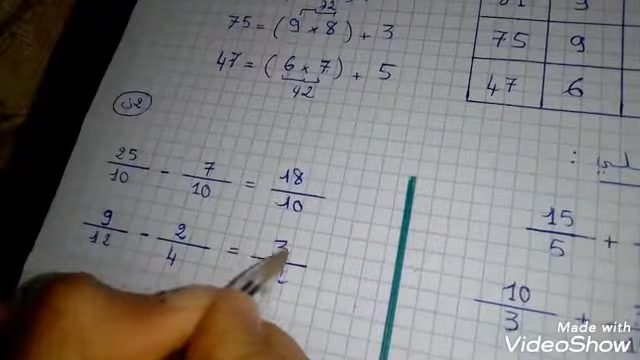 72
75 = ( 9 × 8 ) + 3
47 = ( 6 × 7 ) + 5
42
25/10 - 7/10 = 18/10
9/12 - 2/4 = 3
75 9
47 6
:
15/5 +
10/3 +
Made with
VideoShow